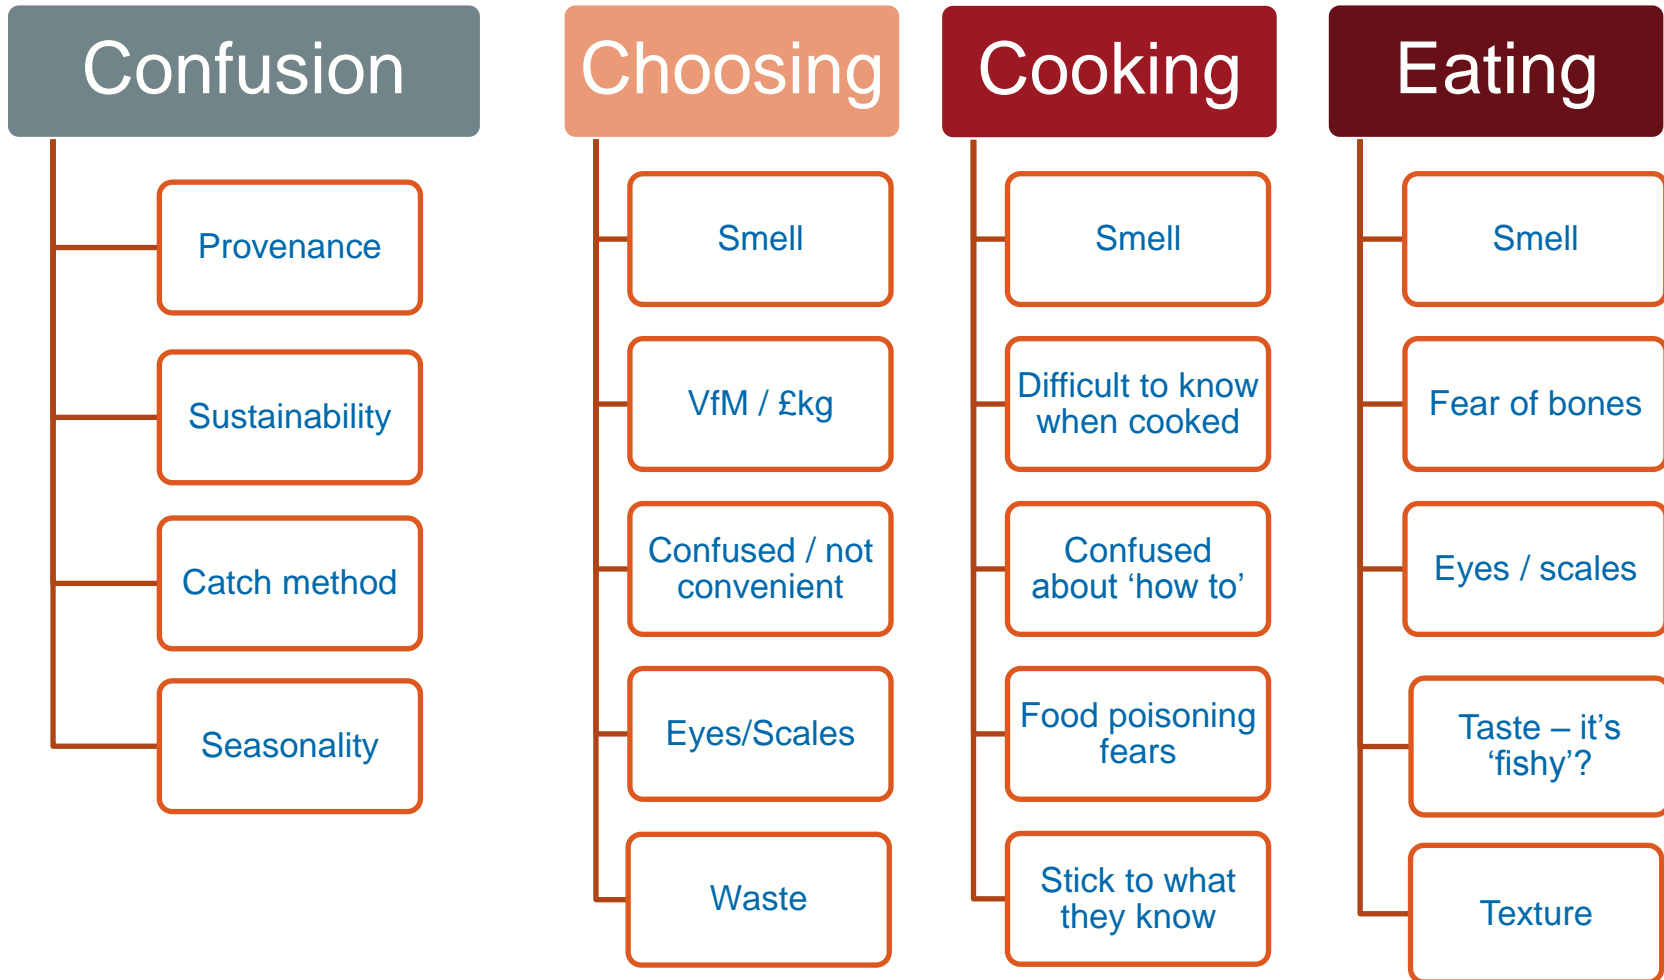 Confusion
Provenance
Sustainability
Catch method
Seasonality
Choosing
Smell
VfM / £kg
Confused / not
convenient
Eyes/Scales
Waste
Cooking
Smell
Difficult to know
when cooked
Confused
about ‘how to’
Food poisoning
fears
Stick to what
they know
Eating
Smell
Fear of bones
Eyes / scales
Taste – it’s
‘fishy’?
Texture